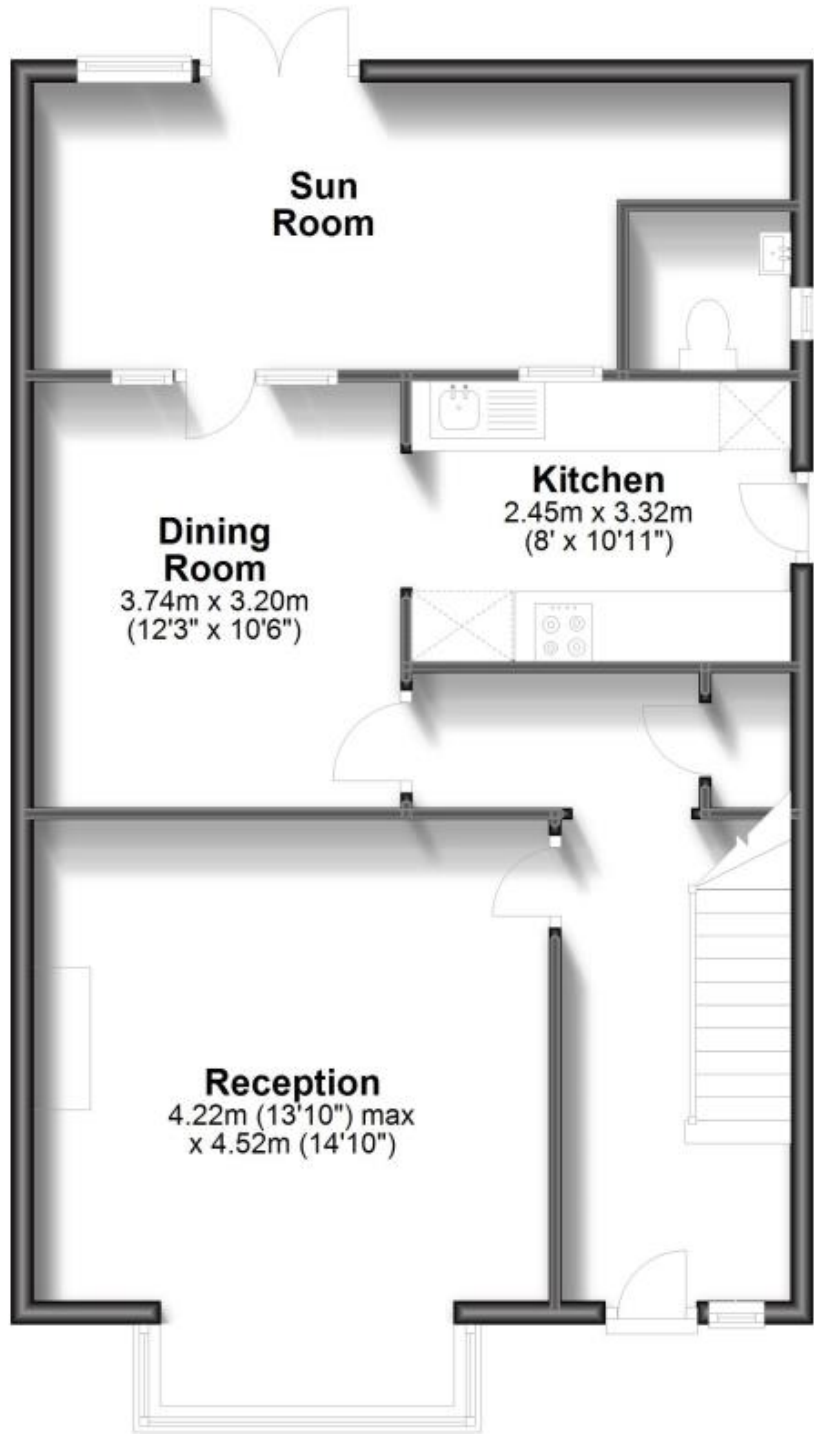 Sun
Room
Kitchen
2.45m x 3.32m
(8' x 10'11")
Dining
Room
3.74m x 3.20m
(12'3" x 10'6")
Reception
4.22m (13'10") max
x 4.52m (14'10")